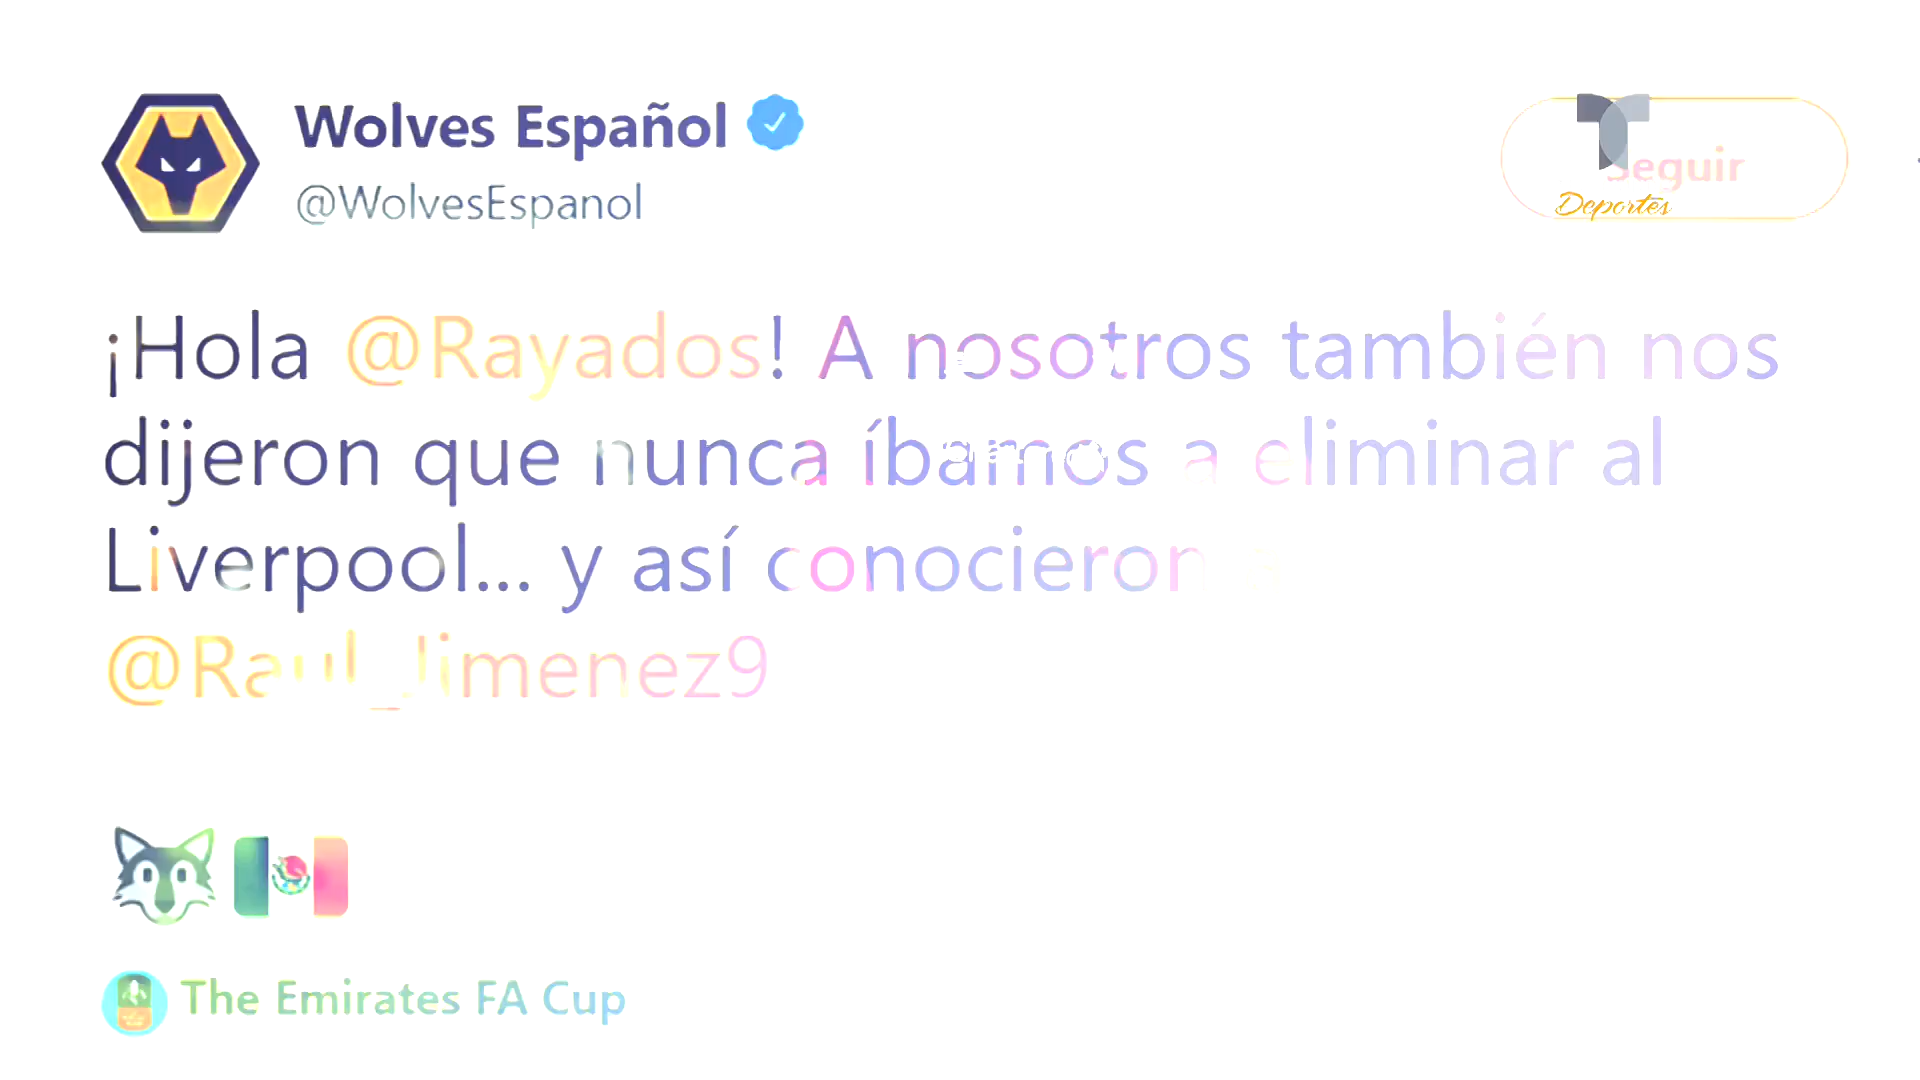 Wolves Español
@WolvesEspanol
Seguir
Deportes
¡Hola @Rayados! A nosotros también nos
dijeron que nunca íbamos a eliminar al
Liverpool... y así conocieron
@Raul_Jimenez9
The Emirates FA Cup